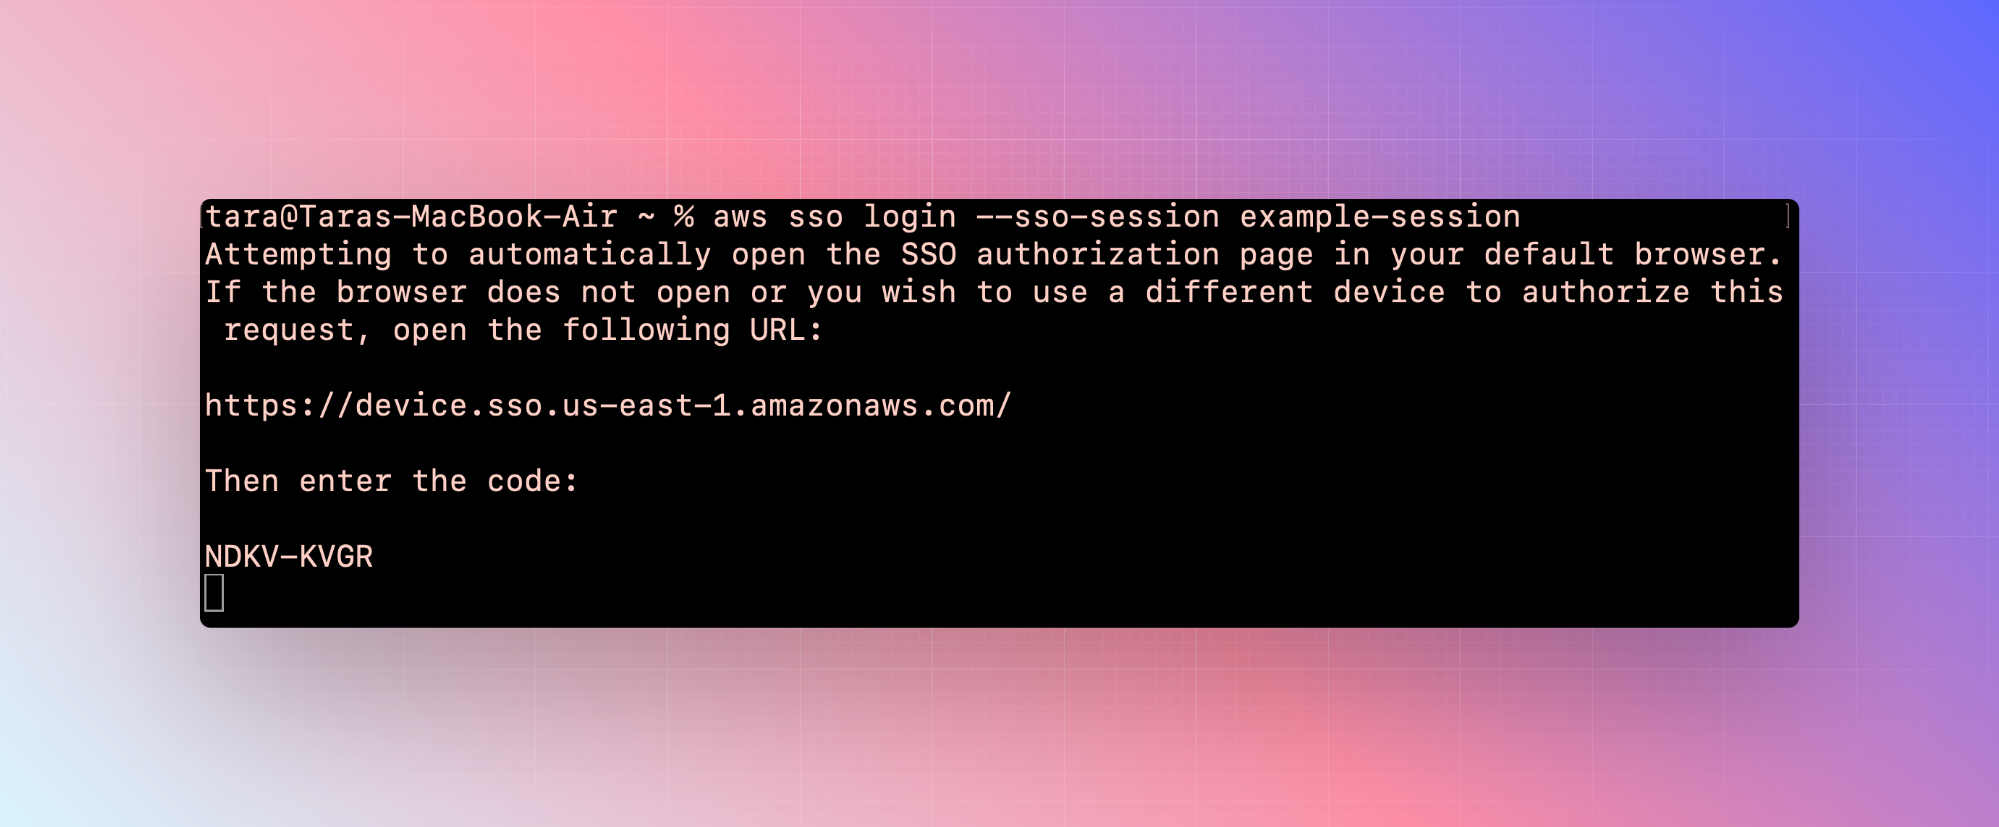 tara@Taras-MacBook-Air ~ % aws sso login --sso-session example-session
Attempting to automatically open the SSO authorization page in your default browser.
If the browser does not open or you wish to use a different device to authorize this
request, open the following URL:
https://device.sso.us-east-1.amazonaws.com/
Then enter the code:
NDKV-KVGR